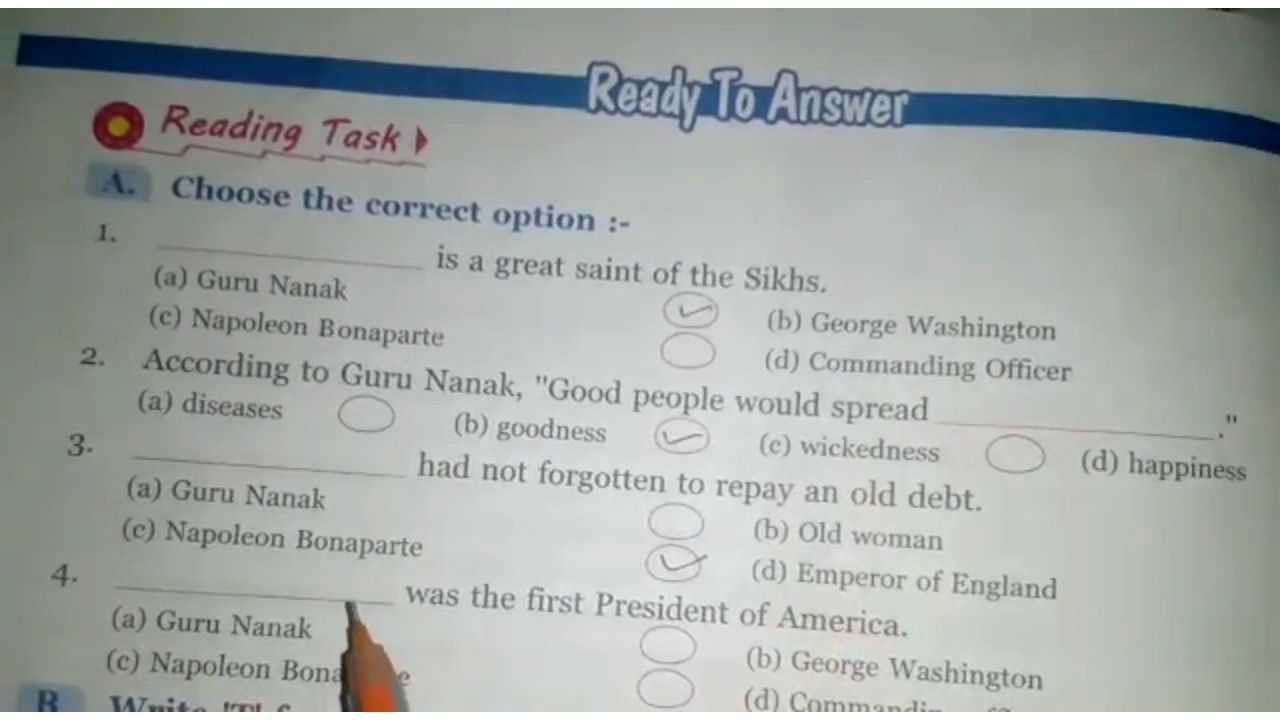 Ready To Answer
Reading Task
A. Choose the correct option :-
1. ________ is a great saint of the Sikhs.
(a) Guru Nanak (b) George Washington
(c) Napoleon Bonaparte (d) Commanding Officer
2. According to Guru Nanak, "Good people would spread ________."
(a) diseases (b) goodness (c) wickedness (d) happiness
3. ________ had not forgotten to repay an old debt.
(a) Guru Nanak (b) Old woman
(c) Napoleon Bonaparte (d) Emperor of England
4. ________ was the first President of America.
(a) Guru Nanak (b) George Washington
(c) Napoleon (d)
B Write